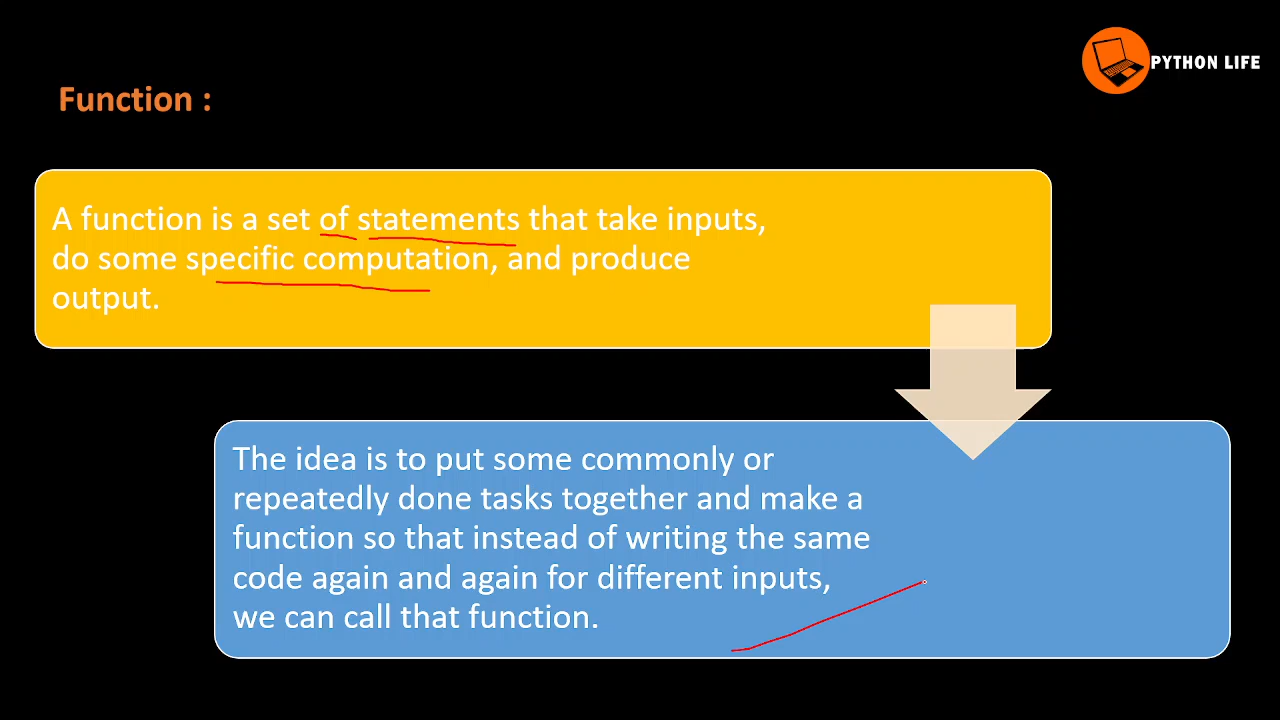 PYTHON LIFE
Function :
A function is a set of statements that take inputs,
do some specific computation, and produce
output.
The idea is to put some commonly or
repeatedly done tasks together and make a
function so that instead of writing the same
code again and again for different inputs,
we can call that function.